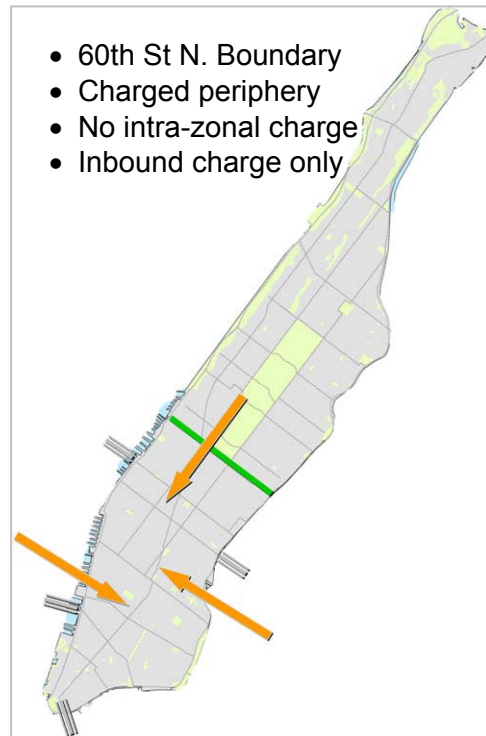 • 60th St N. Boundary
• Charged periphery
• No intra-zonal charge
• Inbound charge only